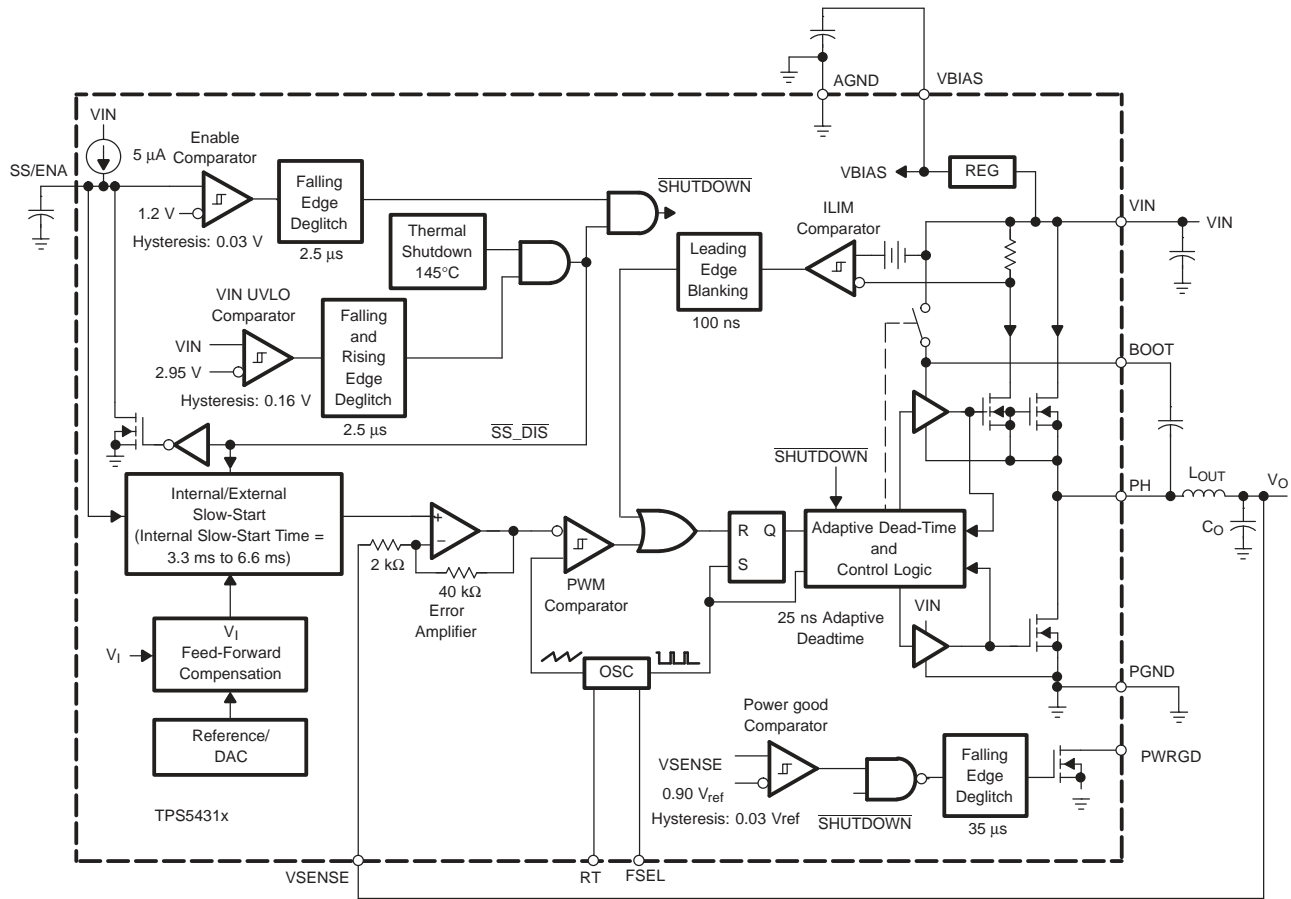 AGND
VBIAS
VIN
5 μA
Enable
Comparator
SS/ENA
1.2 V
Hysteresis: 0.03 V
Falling
Edge
Deglitch
2.5 μs
Thermal
Shutdown
145°C
SHUTDOWN
VBIAS
REG
VIN
VIN
ILIM
Comparator
Leading
Edge
Blanking
100 ns
VIN UVLO
Comparator
VIN
2.95 V
Hysteresis: 0.16 V
Falling
and
Rising
Edge
Deglitch
2.5 μs
BOOT
SS_DIS
Internal/External
Slow-Start
(Internal Slow-Start Time =
3.3 ms to 6.6 ms)
2 kΩ
40 kΩ
Error
Amplifier
PWM
Comparator
R Q
S
SHUTDOWN
Adaptive Dead-Time
and
Control Logic
25 ns Adaptive
Deadtime
VIN
PH
LOUT
VO
CO
VI
VI
Feed-Forward
Compensation
Reference/
DAC
OSC
PGND
Power good
Comparator
VSENSE
0.90 Vref
Hysteresis: 0.03 Vref
SHUTDOWN
Falling
Edge
Deglitch
35 μs
PWRGD
TPS5431x
VSENSE
RT
FSEL